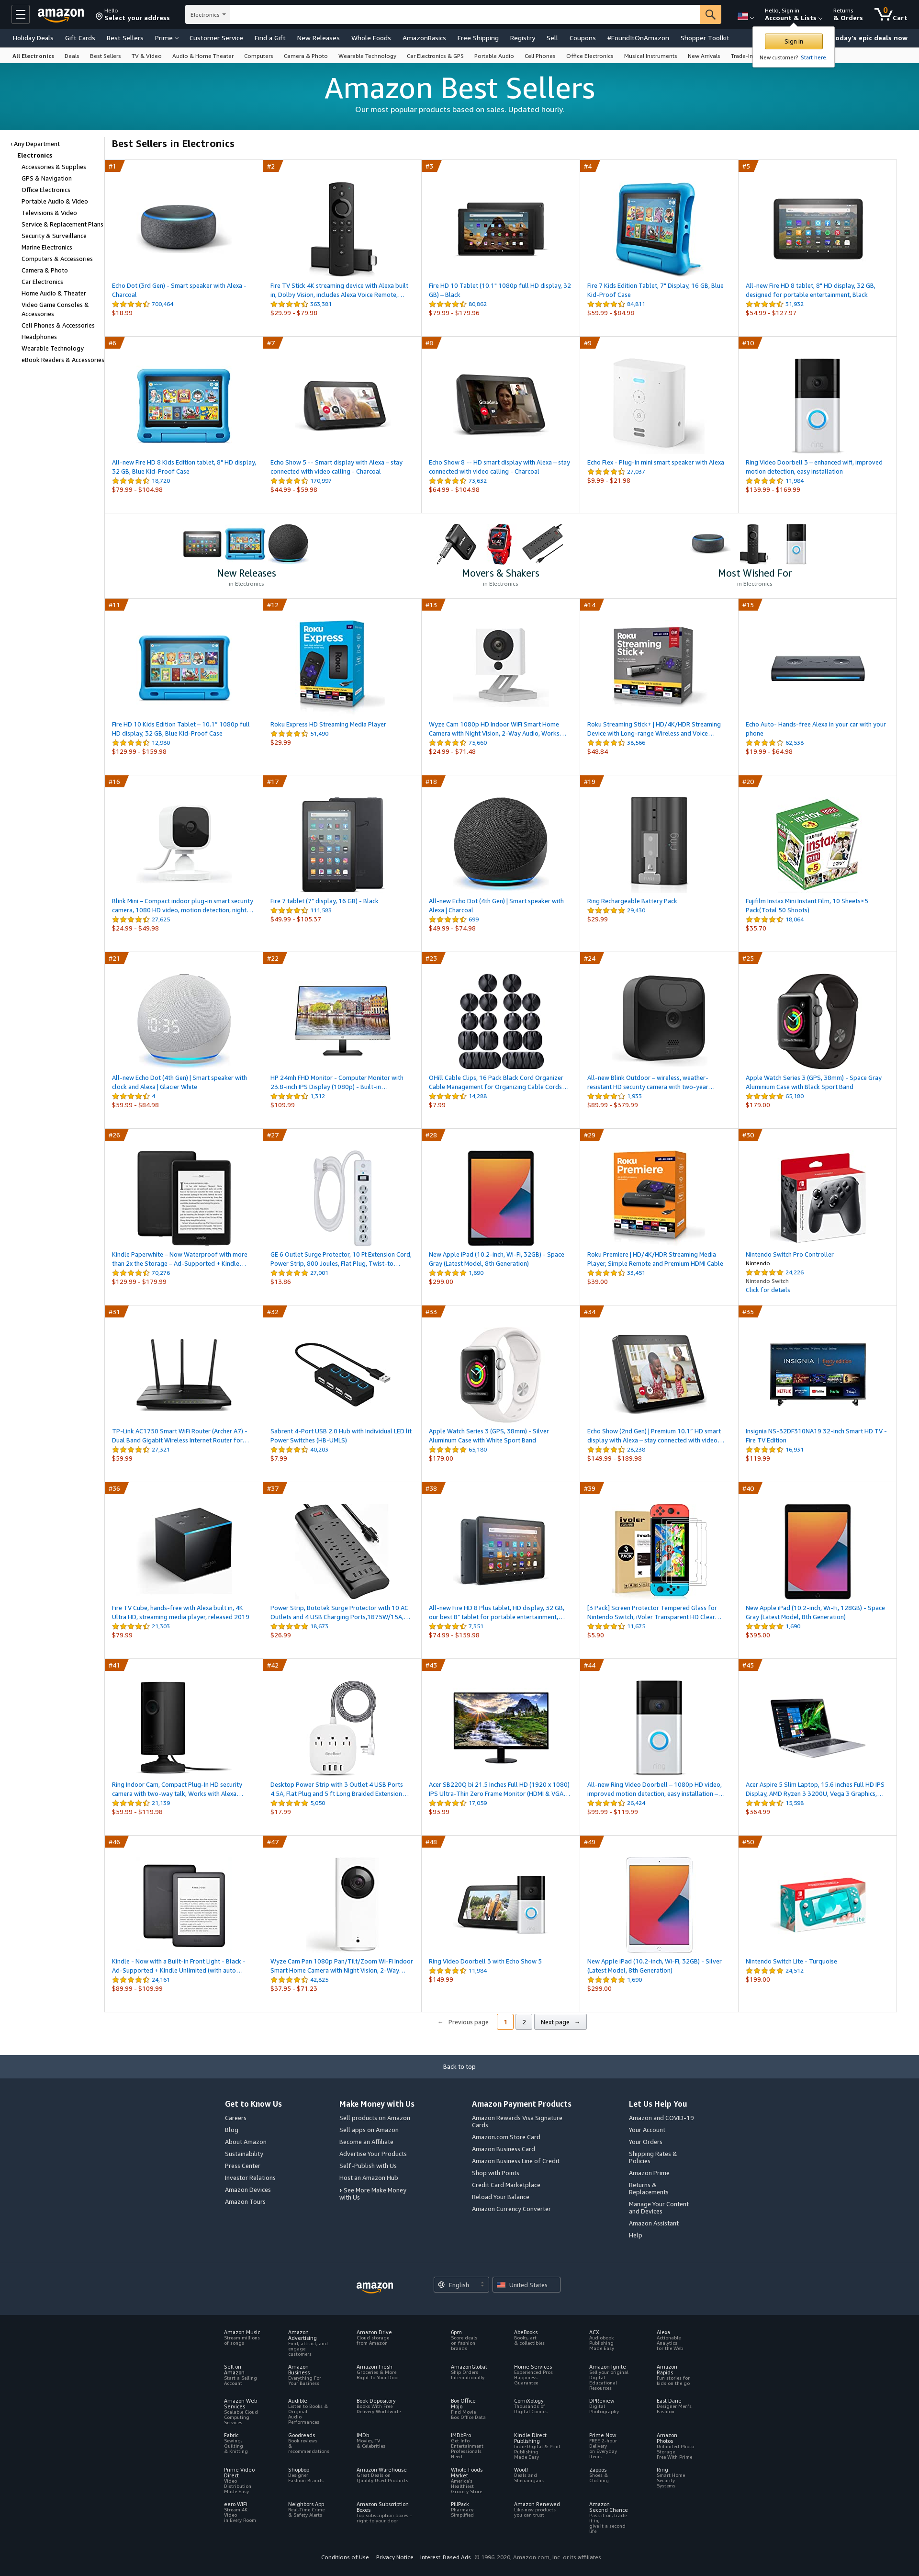 amazon
Hello
Select your address
Electronics
Hello, Sign in
Account & Lists
Returns
& Orders
0
Cart
Holiday Deals Gift Cards Best Sellers Prime Customer Service Find a Gift New Releases Whole Foods AmazonBasics Free Shipping Registry Sell Coupons #FoundItOnAmazon Shopper Toolkit
oday's epic deals now
Sign in
New customer? Start here.
All Electronics Deals Best Sellers TV & Video Audio & Home Theater Computers Camera & Photo Wearable Technology Car Electronics & GPS Portable Audio Cell Phones Office Electronics Musical Instruments New Arrivals Trade-In
Amazon Best Sellers
Our most popular products based on sales. Updated hourly.
‹ Any Department
Electronics
Accessories & Supplies
GPS & Navigation
Office Electronics
Portable Audio & Video
Televisions & Video
Service & Replacement Plans
Security & Surveillance
Marine Electronics
Computers & Accessories
Camera & Photo
Car Electronics
Home Audio & Theater
Video Game Consoles &
Accessories
Cell Phones & Accessories
Headphones
Wearable Technology
eBook Readers & Accessories
Best Sellers in Electronics
#1
Echo Dot (3rd Gen) - Smart speaker with Alexa -
Charcoal
700,464
$18.99
#2
Fire TV Stick 4K streaming device with Alexa built
in, Dolby Vision, includes Alexa Voice Remote,…
363,381
$29.99 - $79.98
#3
Fire HD 10 Tablet (10.1" 1080p full HD display, 32
GB) – Black
80,862
$79.99 - $179.96
#4
Fire 7 Kids Edition Tablet, 7" Display, 16 GB, Blue
Kid-Proof Case
84,811
$59.99 - $84.98
#5
All-new Fire HD 8 tablet, 8" HD display, 32 GB,
designed for portable entertainment, Black
31,932
$54.99 - $127.97
#6
All-new Fire HD 8 Kids Edition tablet, 8" HD display,
32 GB, Blue Kid-Proof Case
18,720
$79.99 - $104.98
#7
Echo Show 5 -- Smart display with Alexa – stay
connected with video calling - Charcoal
170,997
$44.99 - $59.98
#8
Grandma
Echo Show 8 -- HD smart display with Alexa – stay
connected with video calling - Charcoal
73,632
$64.99 - $104.98
#9
Echo Flex - Plug-in mini smart speaker with Alexa
27,037
$9.99 - $21.98
#10
ring
Ring Video Doorbell 3 – enhanced wifi, improved
motion detection, easy installation
11,984
$139.99 - $169.99
New Releases
in Electronics
Movers & Shakers
in Electronics
Most Wished For
in Electronics
#11
Fire HD 10 Kids Edition Tablet – 10.1" 1080p full
HD display, 32 GB, Blue Kid-Proof Case
12,980
$129.99 - $159.98
#12
Roku
Express
Roku Express HD Streaming Media Player
51,490
$29.99
#13
Wyze Cam 1080p HD Indoor WiFi Smart Home
Camera with Night Vision, 2-Way Audio, Works…
75,660
$24.99 - $71.48
#14
Roku
Streaming
Stick+
Roku Streaming Stick+ | HD/4K/HDR Streaming
Device with Long-range Wireless and Voice…
38,566
$48.84
#15
Echo Auto- Hands-free Alexa in your car with your
phone
62,538
$19.99 - $64.98
#16
Blink Mini – Compact indoor plug-in smart security
camera, 1080 HD video, motion detection, night…
27,625
$24.99 - $49.98
#17
Fire 7 tablet (7" display, 16 GB) - Black
111,583
$49.99 - $105.37
#18
All-new Echo Dot (4th Gen) | Smart speaker with
Alexa | Charcoal
699
$49.99 - $74.98
#19
ring
Ring Rechargeable Battery Pack
29,430
$29.99
#20
instax
mini
Fujifilm Instax Mini Instant Film, 10 Sheets×5
Pack(Total 50 Shoots)
18,064
$35.70
#21
10:35
All-new Echo Dot (4th Gen) | Smart speaker with
clock and Alexa | Glacier White
4
$59.99 - $84.98
#22
HP 24mh FHD Monitor - Computer Monitor with
23.8-inch IPS Display (1080p) - Built-in…
1,312
$109.99
#23
OHill Cable Clips, 16 Pack Black Cord Organizer
Cable Management for Organizing Cable Cords…
14,288
$7.99
#24
All-new Blink Outdoor – wireless, weather-
resistant HD security camera with two-year…
1,933
$89.99 - $379.99
#25
Apple Watch Series 3 (GPS, 38mm) - Space Gray
Aluminium Case with Black Sport Band
65,180
$179.00
#26
Kindle Paperwhite – Now Waterproof with more
than 2x the Storage – Ad-Supported + Kindle…
70,276
$129.99 - $179.99
#27
GE 6 Outlet Surge Protector, 10 Ft Extension Cord,
Power Strip, 800 Joules, Flat Plug, Twist-to…
27,001
$13.86
#28
New Apple iPad (10.2-inch, Wi-Fi, 32GB) - Space
Gray (Latest Model, 8th Generation)
1,690
$299.00
#29
Roku
Premiere
Roku Premiere | HD/4K/HDR Streaming Media
Player, Simple Remote and Premium HDMI Cable
33,451
$39.00
#30
Nintendo Switch Pro Controller
Nintendo
24,226
Nintendo Switch
Click for details
#31
TP-Link AC1750 Smart WiFi Router (Archer A7) -
Dual Band Gigabit Wireless Internet Router for…
27,321
$59.99
#32
Sabrent 4-Port USB 2.0 Hub with Individual LED lit
Power Switches (HB-UMLS)
40,203
$7.99
#33
Apple Watch Series 3 (GPS, 38mm) - Silver
Aluminum Case with White Sport Band
65,180
$179.00
#34
Echo Show (2nd Gen) | Premium 10.1" HD smart
display with Alexa – stay connected with video…
28,238
$149.99 - $189.98
#35
INSIGNIA
Insignia NS-32DF310NA19 32-inch Smart HD TV -
Fire TV Edition
16,931
$119.99
#36
Fire TV Cube, hands-free with Alexa built in, 4K
Ultra HD, streaming media player, released 2019
21,303
$79.99
#37
Power Strip, Bototek Surge Protector with 10 AC
Outlets and 4 USB Charging Ports,1875W/15A,…
18,673
$26.99
#38
All-new Fire HD 8 Plus tablet, HD display, 32 GB,
our best 8" tablet for portable entertainment,…
7,351
$74.99 - $159.98
#39
ivoler
[3 Pack] Screen Protector Tempered Glass for
Nintendo Switch, iVoler Transparent HD Clear…
11,675
$5.90
#40
New Apple iPad (10.2-inch, Wi-Fi, 128GB) - Space
Gray (Latest Model, 8th Generation)
1,690
$395.00
#41
Ring Indoor Cam, Compact Plug-In HD security
camera with two-way talk, Works with Alexa…
21,139
$59.99 - $119.98
#42
Desktop Power Strip with 3 Outlet 4 USB Ports
4.5A, Flat Plug and 5 ft Long Braided Extension…
5,050
$17.99
#43
Acer SB220Q bi 21.5 Inches Full HD (1920 x 1080)
IPS Ultra-Thin Zero Frame Monitor (HDMI & VGA…
17,059
$93.99
#44
All-new Ring Video Doorbell – 1080p HD video,
improved motion detection, easy installation –…
26,424
$99.99 - $119.99
#45
Acer Aspire 5 Slim Laptop, 15.6 inches Full HD IPS
Display, AMD Ryzen 3 3200U, Vega 3 Graphics,…
15,598
$364.99
#46
Kindle - Now with a Built-in Front Light - Black -
Ad-Supported + Kindle Unlimited (with auto…
24,161
$89.99 - $109.99
#47
Wyze Cam Pan 1080p Pan/Tilt/Zoom Wi-Fi Indoor
Smart Home Camera with Night Vision, 2-Way…
42,825
$37.95 - $71.23
#48
Ring Video Doorbell 3 with Echo Show 5
11,964
$149.99
#49
New Apple iPad (10.2-inch, Wi-Fi, 32GB) - Silver
(Latest Model, 8th Generation)
1,690
$299.00
#50
Nintendo Switch Lite - Turquoise
24,512
$199.00
← Previous page 1 2 Next page →
Back to top
Get to Know Us
Careers
Blog
About Amazon
Sustainability
Press Center
Investor Relations
Amazon Devices
Amazon Tours
Make Money with Us
Sell products on Amazon
Sell apps on Amazon
Become an Affiliate
Advertise Your Products
Self-Publish with Us
Host an Amazon Hub
› See More Make Money
with Us
Amazon Payment Products
Amazon Rewards Visa Signature
Cards
Amazon.com Store Card
Amazon Business Card
Amazon Business Line of Credit
Shop with Points
Credit Card Marketplace
Reload Your Balance
Amazon Currency Converter
Let Us Help You
Amazon and COVID-19
Your Account
Your Orders
Shipping Rates &
Policies
Amazon Prime
Returns &
Replacements
Manage Your Content
and Devices
Amazon Assistant
Help
amazon
English
United States
Amazon Music
Stream millions
of songs
Amazon
Advertising
Find, attract, and
engage
customers
Amazon Drive
Cloud storage
from Amazon
6pm
Score deals
on fashion
brands
AbeBooks
Books, art
& collectibles
ACX
Audiobook
Publishing
Made Easy
Alexa
Actionable
Analytics
for the Web
Sell on
Amazon
Start a Selling
Account
Amazon
Business
Everything For
Your Business
Amazon Fresh
Groceries & More
Right To Your Door
AmazonGlobal
Ship Orders
Internationally
Home Services
Experienced Pros
Happiness
Guarantee
Amazon Ignite
Sell your original
Digital
Educational
Resources
Amazon
Rapids
Fun stories for
kids on the go
Amazon Web
Services
Scalable Cloud
Computing
Services
Audible
Listen to Books &
Original
Audio
Performances
Book Depository
Books With Free
Delivery Worldwide
Box Office
Mojo
Find Movie
Box Office Data
ComiXology
Thousands of
Digital Comics
DPReview
Digital
Photography
East Dane
Designer Men's
Fashion
Fabric
Sewing,
Quilting
& Knitting
Goodreads
Book reviews
&
recommendations
IMDb
Movies, TV
& Celebrities
IMDbPro
Get Info
Entertainment
Professionals
Need
Kindle Direct
Publishing
Indie Digital & Print
Publishing
Made Easy
Prime Now
FREE 2-hour
Delivery
on Everyday
Items
Amazon
Photos
Unlimited Photo
Storage
Free With Prime
Prime Video
Direct
Video
Distribution
Made Easy
Shopbop
Designer
Fashion Brands
Amazon Warehouse
Great Deals on
Quality Used Products
Whole Foods
Market
America's
Healthiest
Grocery Store
Woot!
Deals and
Shenanigans
Zappos
Shoes &
Clothing
Ring
Smart Home
Security
Systems
eero WiFi
Stream 4K
Video
in Every Room
Neighbors App
Real-Time Crime
& Safety Alerts
Amazon Subscription
Boxes
Top subscription boxes –
right to your door
PillPack
Pharmacy
Simplified
Amazon Renewed
Like-new products
you can trust
Amazon
Second Chance
Pass it on, trade
it in,
give it a second
life
Conditions of Use Privacy Notice Interest-Based Ads © 1996-2020, Amazon.com, Inc. or its affiliates